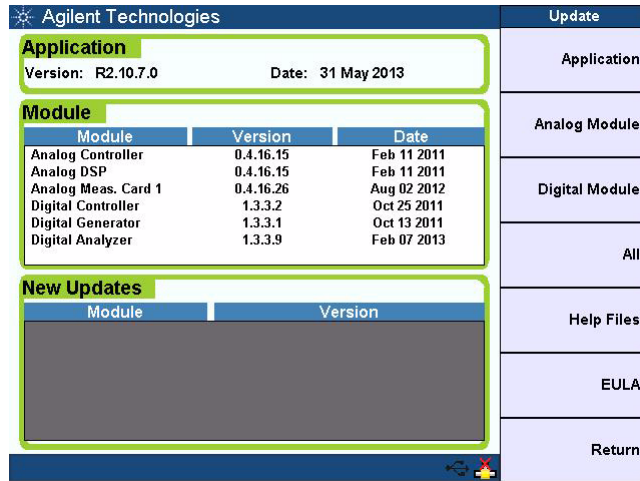 Agilent Technologies
Application
Version: R2.10.7.0 Date: 31 May 2013
Module
Module Version Date
Analog Controller 0.4.16.15 Feb 11 2011
Analog DSP 0.4.16.15 Feb 11 2011
Analog Meas. Card 1 0.4.16.26 Aug 02 2012
Digital Controller 1.3.3.2 Oct 25 2011
Digital Generator 1.3.3.1 Oct 13 2011
Digital Analyzer 1.3.3.9 Feb 07 2013
New Updates
Module Version
Update
Application
Analog Module
Digital Module
All
Help Files
EULA
Return